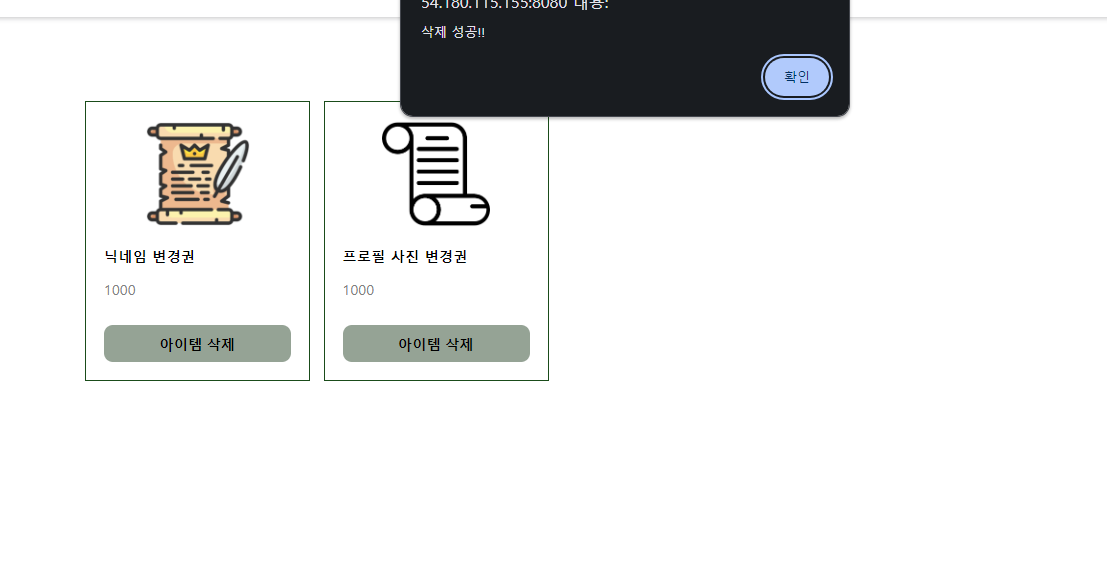 54.180.115.155:8080 내용:
삭제 성공!!
확인
닉네임 변경권
1000
아이템 삭제
프로필 사진 변경권
1000
아이템 삭제